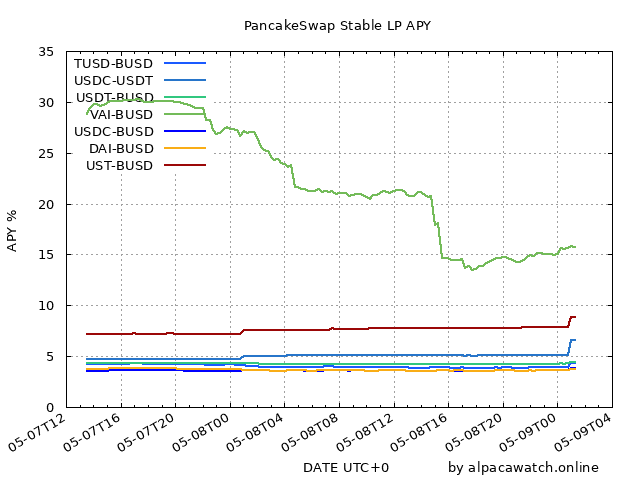 PancakeSwap Stable LP APY
35
30
25
20
15
10
5
0
APY %
TUSD-BUSD
USDC-USDT
USDT-BUSD
VAI-BUSD
USDC-BUSD
DAI-BUSD
UST-BUSD
05-07T12
05-07T16
05-07T20
05-08T00
05-08T04
05-08T08
05-08T12
05-08T16
05-08T20
05-09T00
05-09T04
DATE UTC+0
by alpacawatch.online